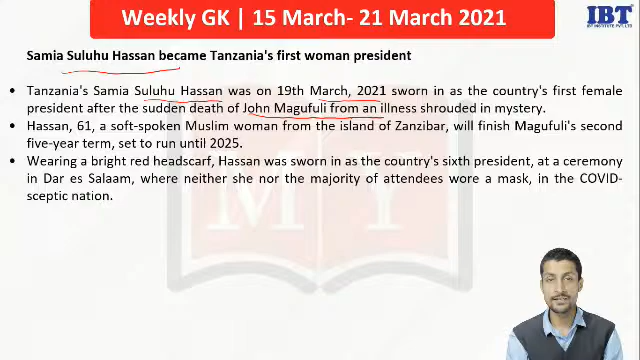 Weekly GK | 15 March- 21 March 2021
IBT
IBT INSTITUTE PVT.LTD
Samia Suluhu Hassan became Tanzania's first woman president
• Tanzania's Samia Suluhu Hassan was on 19th March, 2021 sworn in as the country's first female
president after the sudden death of John Magufuli from an illness shrouded in mystery.
• Hassan, 61, a soft-spoken Muslim woman from the island of Zanzibar, will finish Magufuli's second
five-year term, set to run until 2025.
• Wearing a bright red headscarf, Hassan was sworn in as the country's sixth president, at a ceremony
in Dar es Salaam, where neither she nor the majority of attendees wore a mask, in the COVID-
sceptic nation.
MY